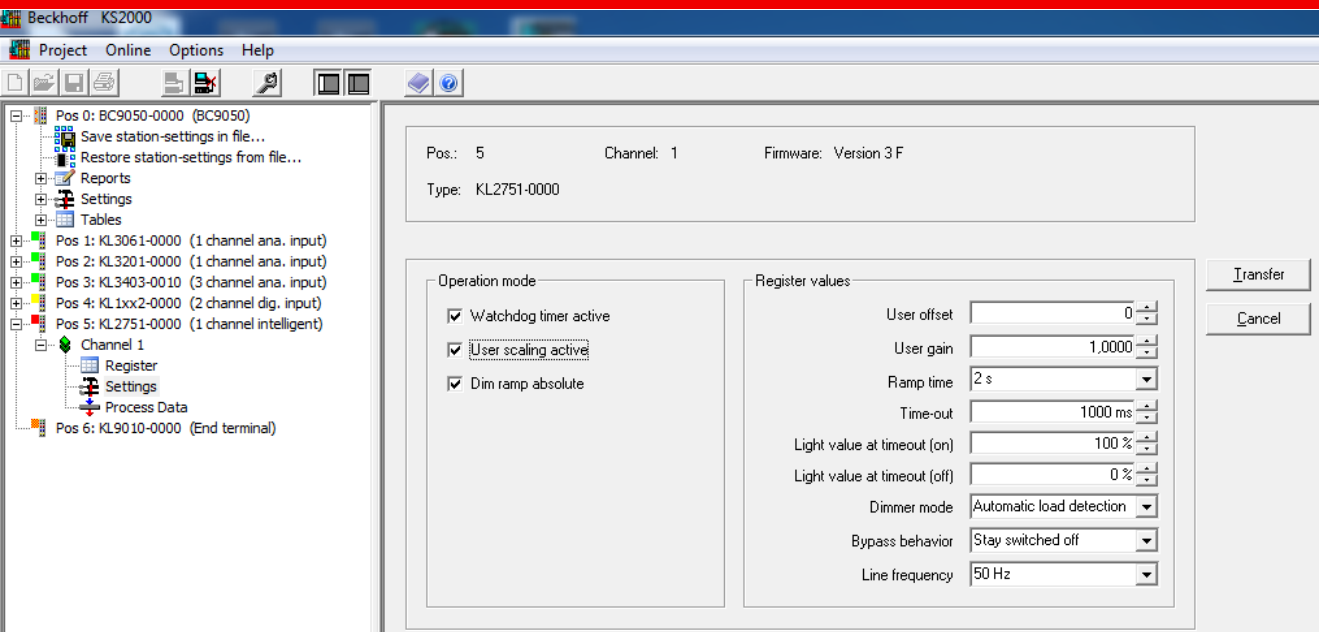 Beckhoff KS2000
Project Online Options Help
Pos 0: BC9050-0000 (BC9050)
Save station-settings in file...
Restore station-settings from file...
Reports
Settings
Tables
Pos 1: KL3061-0000 (1 channel ana. input)
Pos 2: KL3201-0000 (1 channel ana. input)
Pos 3: KL3403-0010 (3 channel ana. input)
Pos 4: KL1xx2-0000 (2 channel dig. input)
Pos 5: KL2751-0000 (1 channel intelligent)
Channel 1
Register
Settings
Process Data
Pos 6: KL9010-0000 (End terminal)
Pos.: 5 Channel: 1 Firmware: Version 3 F
Type: KL2751-0000
Operation mode
Watchdog timer active
User scaling active
Dim ramp absolute
Register values
User offset 0
User gain 1,0000
Ramp time 2 s
Time-out 1000 ms
Light value at timeout (on) 100 %
Light value at timeout (off) 0 %
Dimmer mode Automatic load detection
Bypass behavior Stay switched off
Line frequency 50 Hz
Transfer
Cancel